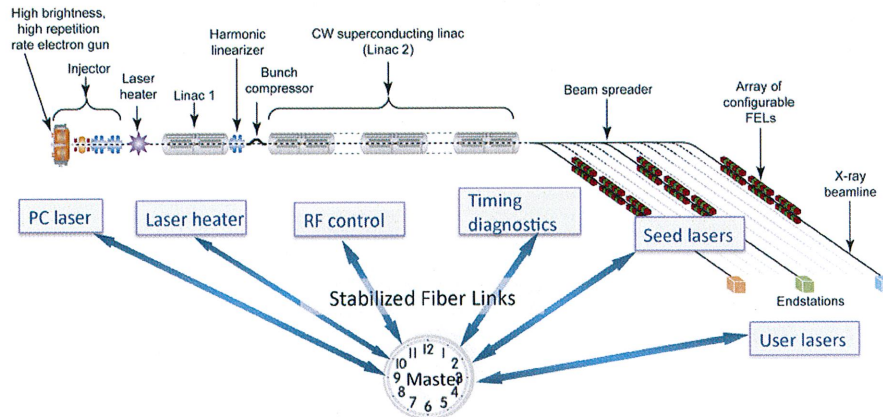 High brightness,
high repetition
rate electron gun
Injector
Laser
heater
Linac 1
Harmonic
linearizer
Bunch
compressor
CW superconducting linac
(Linac 2)
Beam spreader
Array of
configurable
FELs
X-ray
beamline
PC laser
Laser heater
RF control
Timing
diagnostics
Seed lasers
Endstations
User lasers
Stabilized Fiber Links
11 12 1
10 2
9 Master 3
8 4
7 6 5